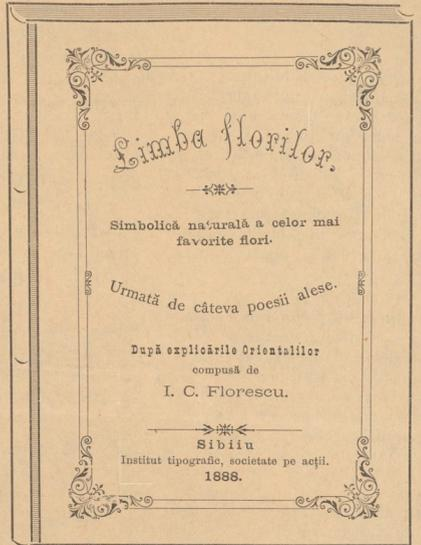 Limba florilor.
Simbolică naturală a celor mai
favorite flori.
Urmată de câteva poesii alese.
După explicările Orientalilor
compusă de
I. C. Florescu.
Sibiiu
Institut tipografic, societate pe acții.
1888.